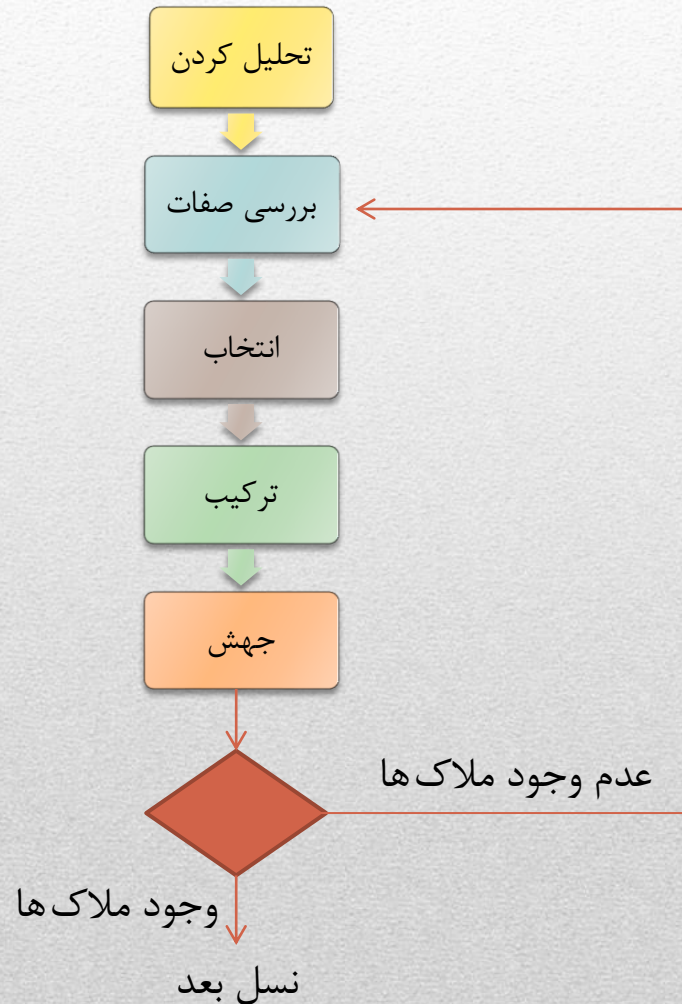 تحلیل کردن
بررسی صفات
انتخاب
ترکیب
جهش
عدم وجود ملاک‌ها
وجود ملاک‌ها
نسل بعد